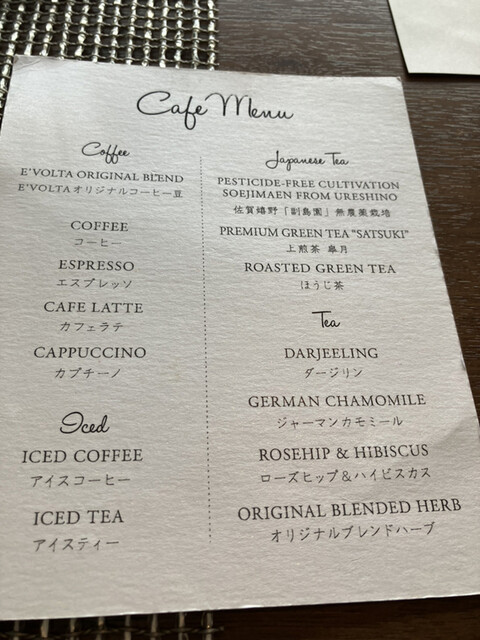 Cafe Menu
Coffee
E'VOLTA ORIGINAL BLEND
E'VOLTA オリジナルコーヒー豆
COFFEE
コーヒー
ESPRESSO
エスプレッソ
CAFE LATTE
カフェラテ
CAPPUCCINO
カプチーノ
Iced
ICED COFFEE
アイスコーヒー
ICED TEA
アイスティー
Japanese Tea
PESTICIDE-FREE CULTIVATION
SOEJIMAEN FROM URESHINO
佐賀嬉野「副島園」無農薬栽培
PREMIUM GREEN TEA "SATSUKI"
上煎茶 皐月
ROASTED GREEN TEA
ほうじ茶
Tea
DARJEELING
ダージリン
GERMAN CHAMOMILE
ジャーマンカモミール
ROSEHIP & HIBISCUS
ローズヒップ&ハイビスカス
ORIGINAL BLENDED HERB
オリジナルブレンドハーブ